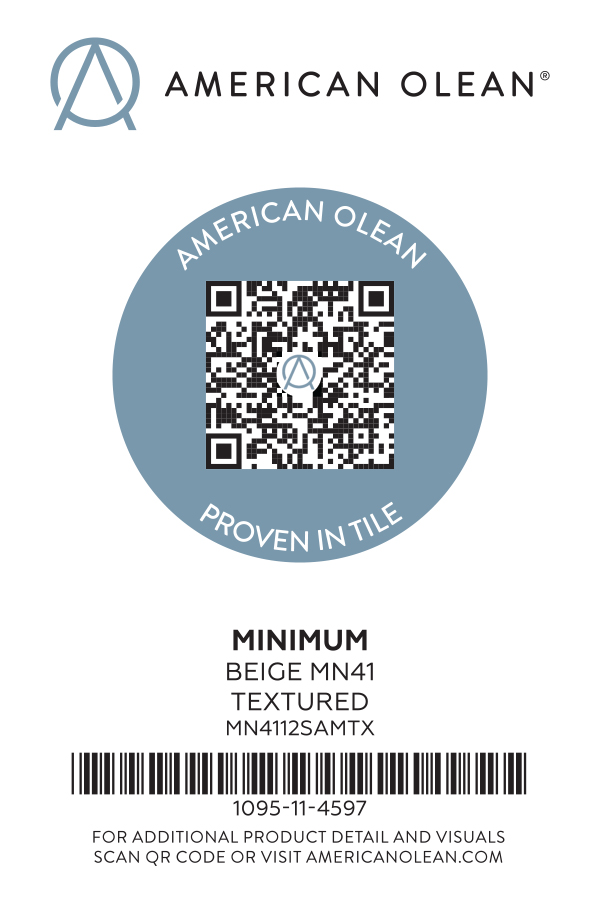 AMERICAN OLEAN®
AMERICAN OLEAN
PROVEN IN TILE
MINIMUM
BEIGE MN41
TEXTURED
MN4112SAMTX
1095-11-4597
FOR ADDITIONAL PRODUCT DETAIL AND VISUALS
SCAN QR CODE OR VISIT AMERICANOLEAN.COM